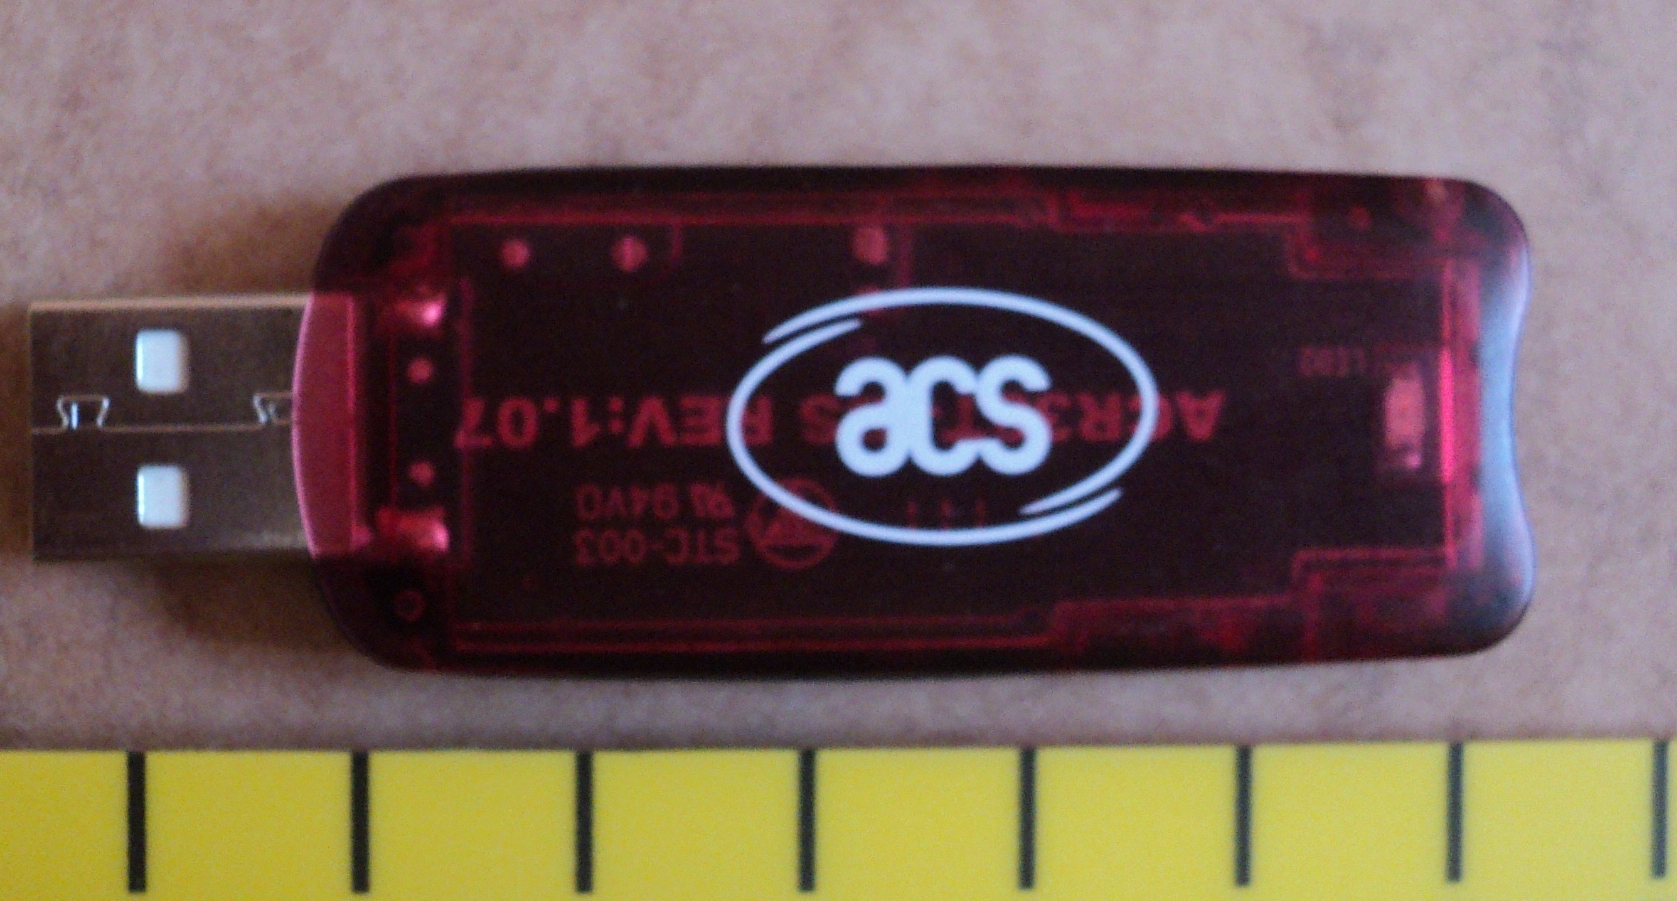 acs
REV:1.07
STC-003
94V0